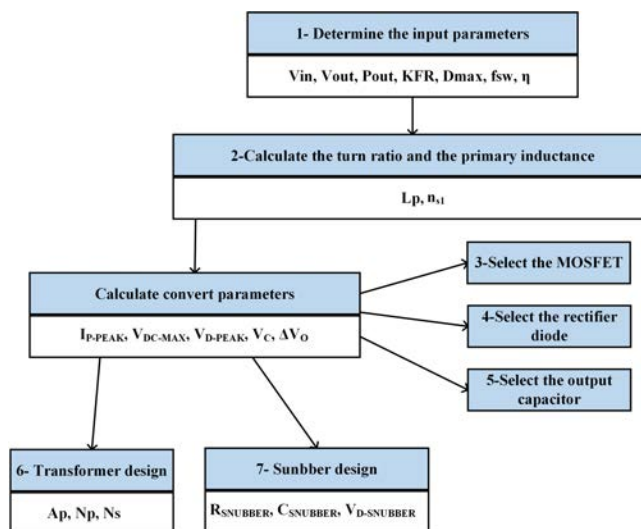 1- Determine the input parameters
Vin, Vout, Pout, KFR, Dmax, fsw, η
2-Calculate the turn ratio and the primary inductance
Lp, ns1
Calculate convert parameters
IP-PEAK, VDC-MAX, VD-PEAK, VC, ΔVO
3-Select the MOSFET
4-Select the rectifier
diode
5-Select the output
capacitor
6- Transformer design
Ap, Np, Ns
7- Sunbber design
RSNUBBER, CSNUBBER, VD-SNUBBER